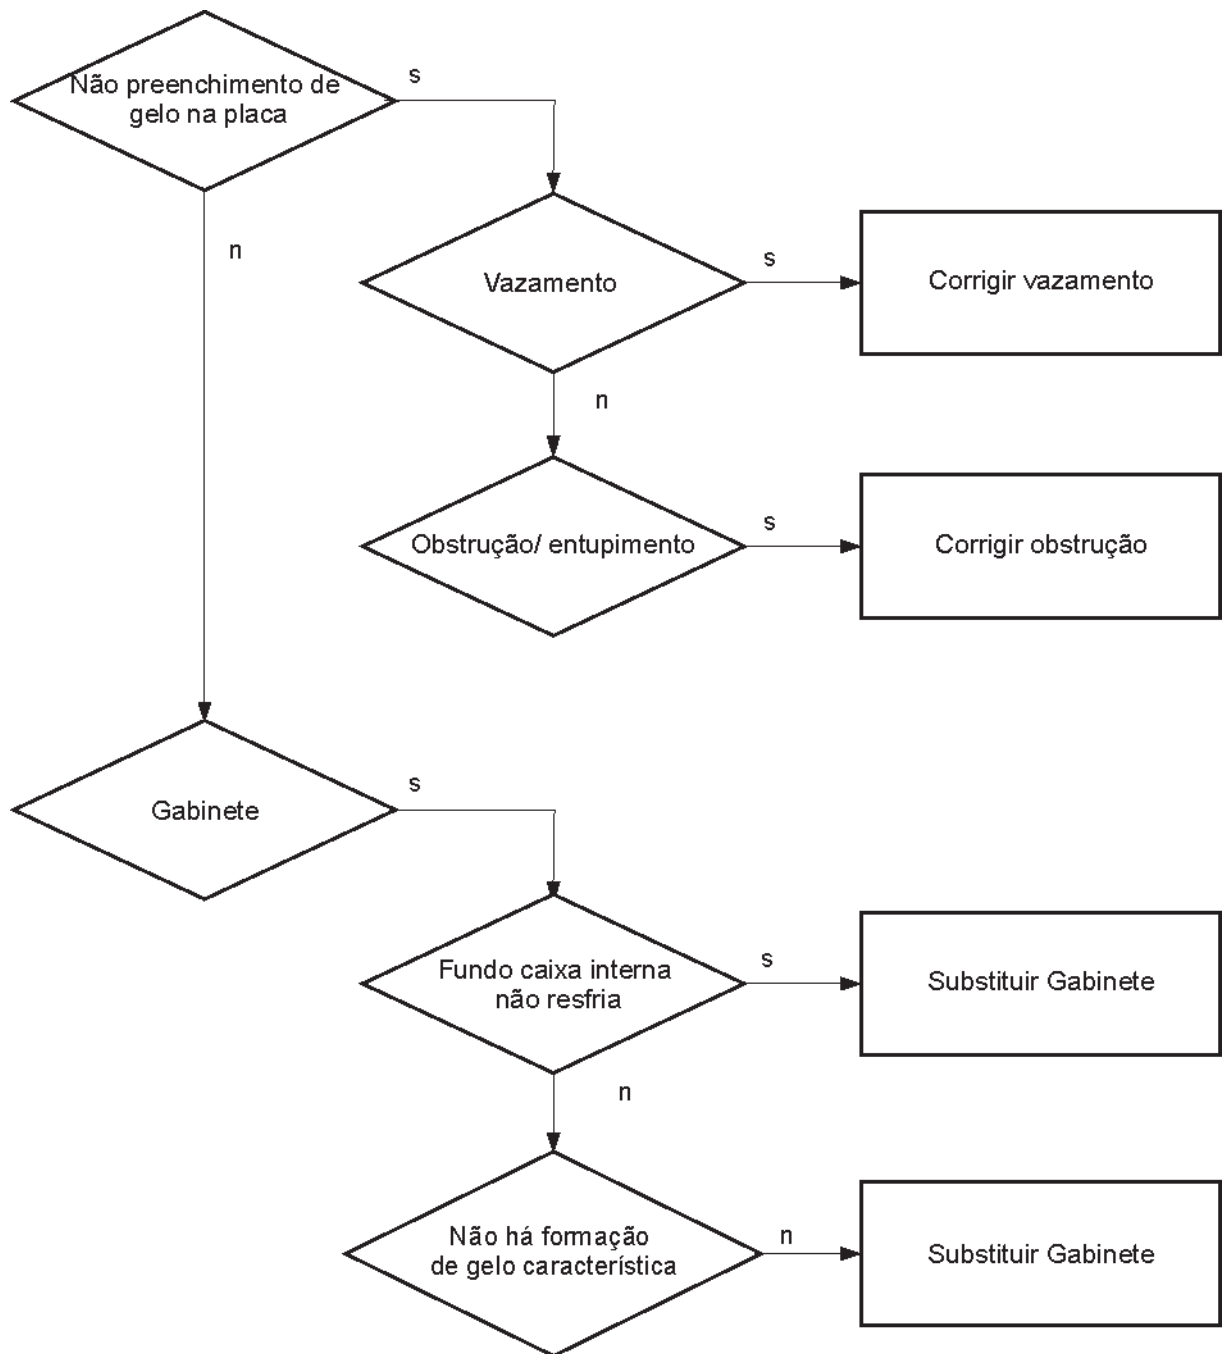 Não preenchimento de
gelo na placa
s
n
Vazamento
s
Corrigir vazamento
n
Obstrução/ entupimento
s
Corrigir obstrução
Gabinete
s
Fundo caixa interna
não resfria
s
Substituir Gabinete
n
Não há formação
de gelo característica
n
Substituir Gabinete